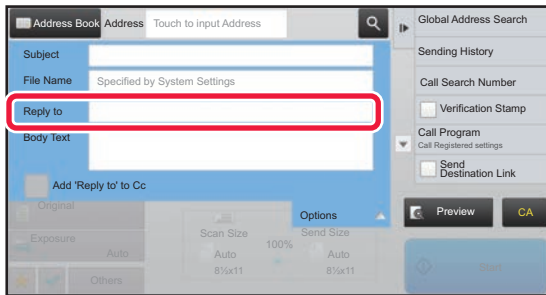 Address Book
Address
Touch to input Address
Subject
File Name
Specified by System Settings
Reply to
Body Text
Add 'Reply to' to Cc
Options
Original
Exposure
Auto
Others
Scan Size
Auto
8½x11
100%
Send Size
Auto
8½x11
Global Address Search
Sending History
Call Search Number
Verification Stamp
Call Program
Call Registered settings
Send
Destination Link
Preview
CA
Start